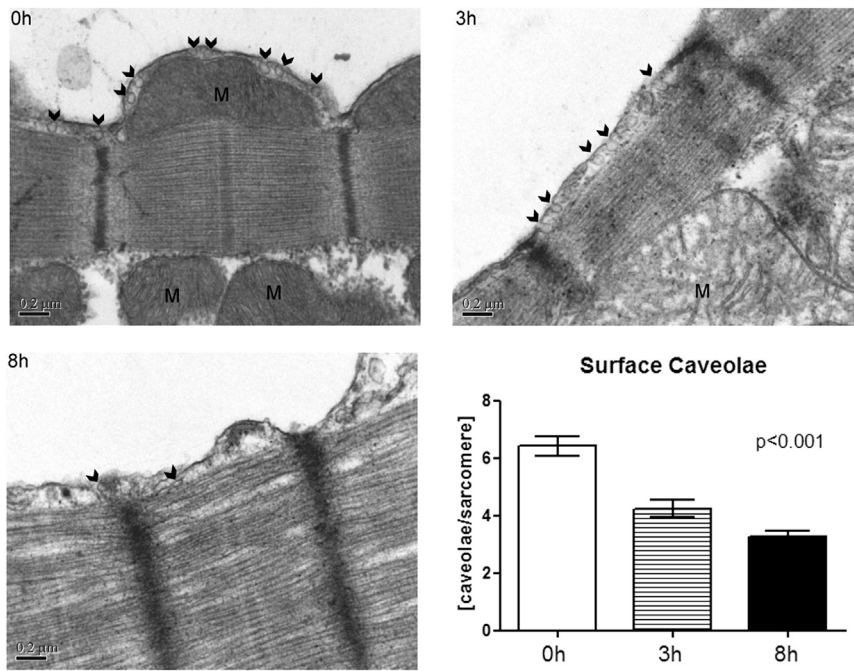 0h
M
M
M
0.2 µm
3h
M
0.2 µm
8h
0.2 µm
Surface Caveolae
[caveolae/sarcomere]
8
6
4
2
0
p<0.001
0h
3h
8h